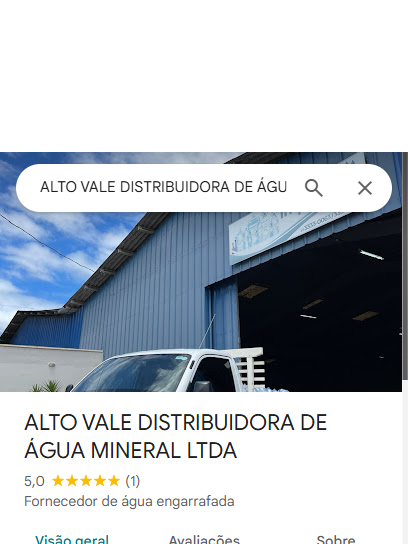 ALTO VALE DISTRIBUIDORA DE ÁGU
ALTO VALE DISTRIBUIDORA DE
ÁGUA MINERAL LTDA
5,0 (1)
Fornecedor de água engarrafada
Visão geral Avaliações Sobre